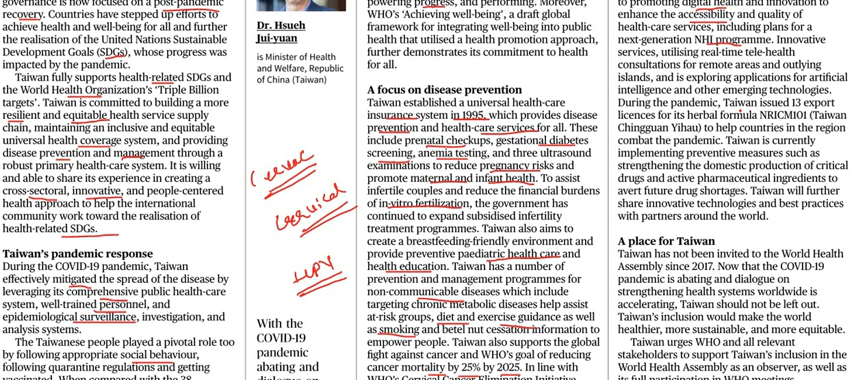 governance is now focused on a post-pandemic
recovery. Countries have stepped up efforts to
achieve health and well-being for all and further
the realisation of the United Nations Sustainable
Development Goals (SDGs), whose progress was
impacted by the pandemic.
Taiwan fully supports health-related SDGs and
the World Health Organization's ‘Triple Billion
targets’. Taiwan is committed to building a more
resilient and equitable health service supply
chain, maintaining an inclusive and equitable
universal health coverage system, and providing
disease prevention and management through a
robust primary health-care system. It is willing
and able to share its experience in creating a
cross-sectoral, innovative, and people-centered
health approach to help the international
community work toward the realisation of
health-related SDGs.
Taiwan’s pandemic response
During the COVID-19 pandemic, Taiwan
effectively mitigated the spread of the disease by
leveraging its comprehensive public health-care
system, well-trained personnel, and
epidemiological surveillance, investigation, and
analysis systems.
The Taiwanese people played a pivotal role too
by following appropriate social behaviour,
following quarantine regulations and getting
vaccinated. When compared with the 38
Dr. Hsueh
Jui-yuan
is Minister of Health
and Welfare, Republic
of China (Taiwan)
Cervical
HPV
With the
COVID-19
pandemic
abating and
dialogue on
powering progress, and performing. Moreover,
WHO’s ‘Achieving well-being’, a draft global
framework for integrating well-being into public
health that utilised a health promotion approach,
further demonstrates its commitment to health
for all.
A focus on disease prevention
Taiwan established a universal health-care
insurance system in 1995, which provides disease
prevention and health-care services for all. These
include prenatal checkups, gestational diabetes
screening, anemia testing, and three ultrasound
examinations to reduce pregnancy risks and
promote maternal and infant health. To assist
infertile couples and reduce the financial burdens
of in-vitro fertilization, the government has
continued to expand subsidised infertility
treatment programmes. Taiwan also aims to
create a breastfeeding-friendly environment and
provide preventive paediatric health care and
health education. Taiwan has a number of
prevention and management programmes for
non-communicable diseases which include
targeting chronic metabolic diseases help assist
at-risk groups, diet and exercise guidance as well
as smoking and betel nut cessation information to
empower people. Taiwan also supports the global
fight against cancer and WHO’s goal of reducing
cancer mortality by 25% by 2025. In line with
WHO’s Cervical Cancer Elimination Initiative
to promoting digital health and innovation to
enhance the accessibility and quality of
health-care services, including plans for a
next-generation NHI programme. Innovative
services, utilising real-time tele-health
consultations for remote areas and outlying
islands, and is exploring applications for artificial
intelligence and other emerging technologies.
During the pandemic, Taiwan issued 13 export
licences for its herbal formula NRICM101 (Taiwan
Chingguan Yihau) to help countries in the region
combat the pandemic. Taiwan is currently
implementing preventive measures such as
strengthening the domestic production of critical
drugs and active pharmaceutical ingredients to
avert future drug shortages. Taiwan will further
share innovative technologies and best practices
with partners around the world.
A place for Taiwan
Taiwan has not been invited to the World Health
Assembly since 2017. Now that the COVID-19
pandemic is abating and dialogue on
strengthening health systems worldwide is
accelerating, Taiwan should not be left out.
Taiwan’s inclusion would make the world
healthier, more sustainable, and more equitable.
Taiwan urges WHO and all relevant
stakeholders to support Taiwan’s inclusion in the
World Health Assembly as an observer, as well as
its full participation in WHO meetings